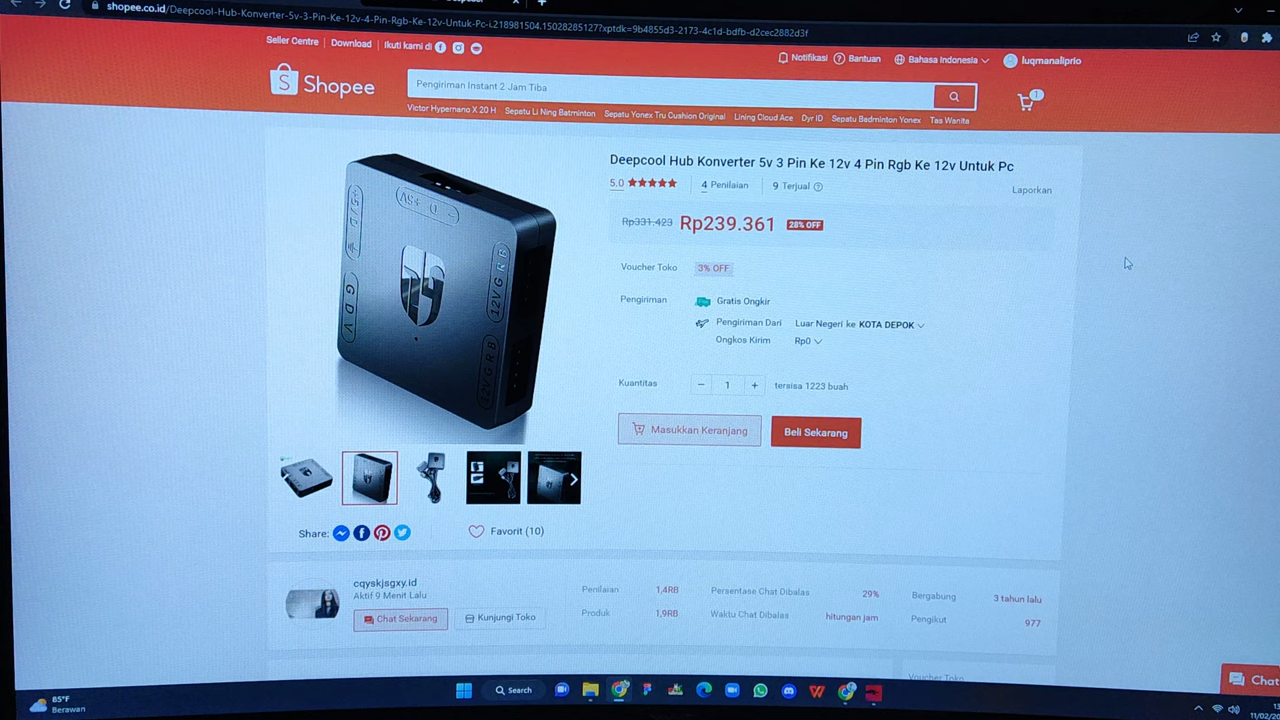 shopee.co.id/Deepcool-Hub-Konverter-5v-3-Pin-Ke-12v-4-Pin-Rgb-Ke-12v-Untuk-Pc-i.218981504.15028285127?xptdk=9b4855d3-2173-4c1d-bdfb-d2cec2882d3f
Seller Centre | Download | Ikuti kami di
Notifikasi Bantuan Bahasa Indonesia luqmanaliprio
Shopee
Pengiriman Instant 2 Jam Tiba
1
Victor Hypernano X 20 H Sepatu Li Ning Batminton Sepatu Yonex Tru Cushion Original Lining Cloud Ace Dyr ID Sepatu Badminton Yonex Tas Wanita
Deepcool Hub Konverter 5v 3 Pin Ke 12v 4 Pin Rgb Ke 12v Untuk Pc
5.0 4 Penilaian 9 Terjual
Laporkan
Rp331.423 Rp239.361 28% OFF
Voucher Toko 3% OFF
Pengiriman Gratis Ongkir
Pengiriman Dari Luar Negeri ke KOTA DEPOK
Ongkos Kirim Rp0
Kuantitas − 1 + tersisa 1223 buah
Masukkan Keranjang Beli Sekarang
+5V D -
G D V
12V G R B
12V G R B
Share:
Favorit (10)
cqyskjsgxy.id
Aktif 9 Menit Lalu
Chat Sekarang Kunjungi Toko
Penilaian 1,4RB Persentase Chat Dibalas 29% Bergabung 3 tahun lalu
Produk 1,9RB Waktu Chat Dibalas hitungan jam Pengikut 977
Voucher Toko
Chat
85°F
Berawan
Search